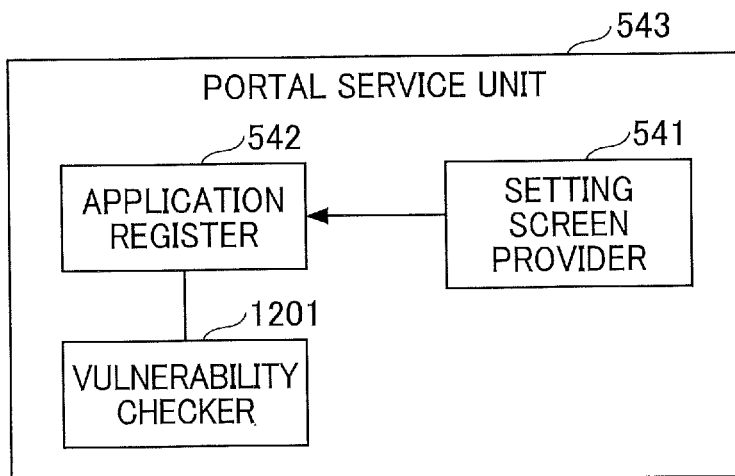 543
PORTAL SERVICE UNIT
542
APPLICATION
REGISTER
541
SETTING
SCREEN
PROVIDER
1201
VULNERABILITY
CHECKER